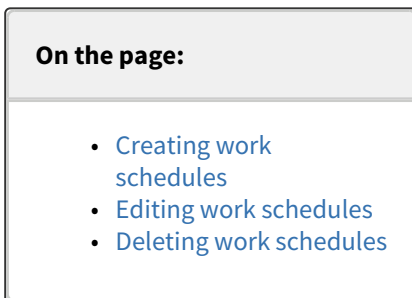 On the page:
• Creating work
schedules
• Editing work schedules
• Deleting work schedules